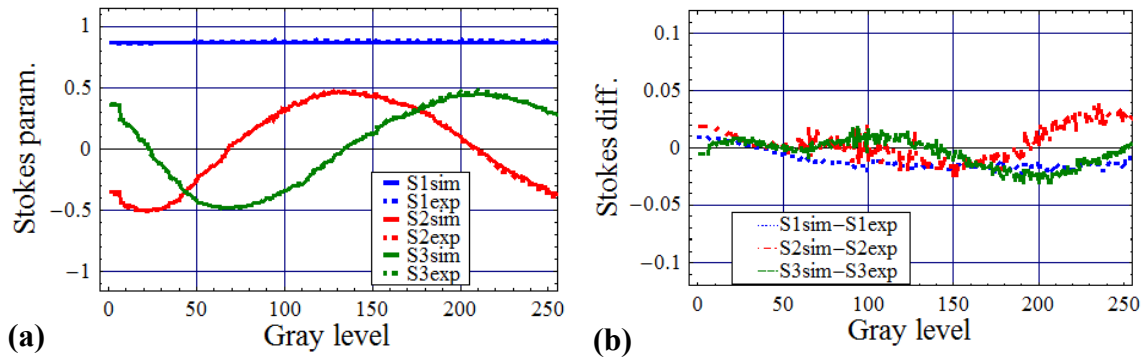 1
0.5
0
−0.5
−1
Stokes param.
S1sim
S1exp
S2sim
S2exp
S3sim
S3exp
0 50 100 150 200 250
Gray level
(a)
0.1
0.05
0
−0.05
−0.1
Stokes diff.
S1sim−S1exp
S2sim−S2exp
S3sim−S3exp
0 50 100 150 200 250
Gray level
(b)